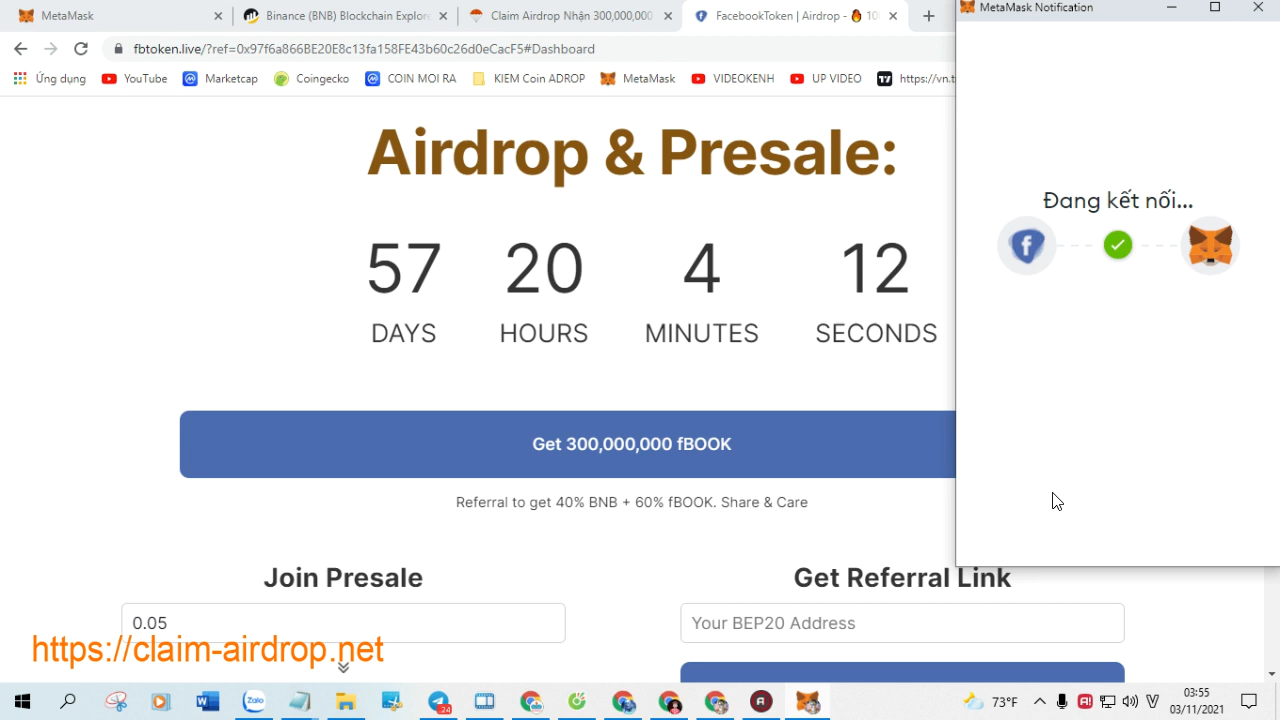 MetaMask
Binance (BNB) Blockchain Explore
Claim Airdrop Nhận 300,000,000
FacebookToken | Airdrop - 🔥 10
MetaMask Notification
fbtoken.live/?ref=0x97f6a866BE20E8c13fa158FE43b60c26d0eCacF5#Dashboard
Ứng dụng
YouTube
Marketcap
Coingecko
COIN MOI RA
KIEM Coin ADROP
MetaMask
VIDEOKENH
UP VIDEO
https://vn.t
Airdrop & Presale:
Đang kết nối...
57 20 4 12
DAYS HOURS MINUTES SECONDS
Get 300,000,000 fBOOK
Referral to get 40% BNB + 60% fBOOK. Share & Care
Join Presale
Get Referral Link
0.05
Your BEP20 Address
https://claim-airdrop.net
Zalo
24
73°F
03:55
03/11/2021